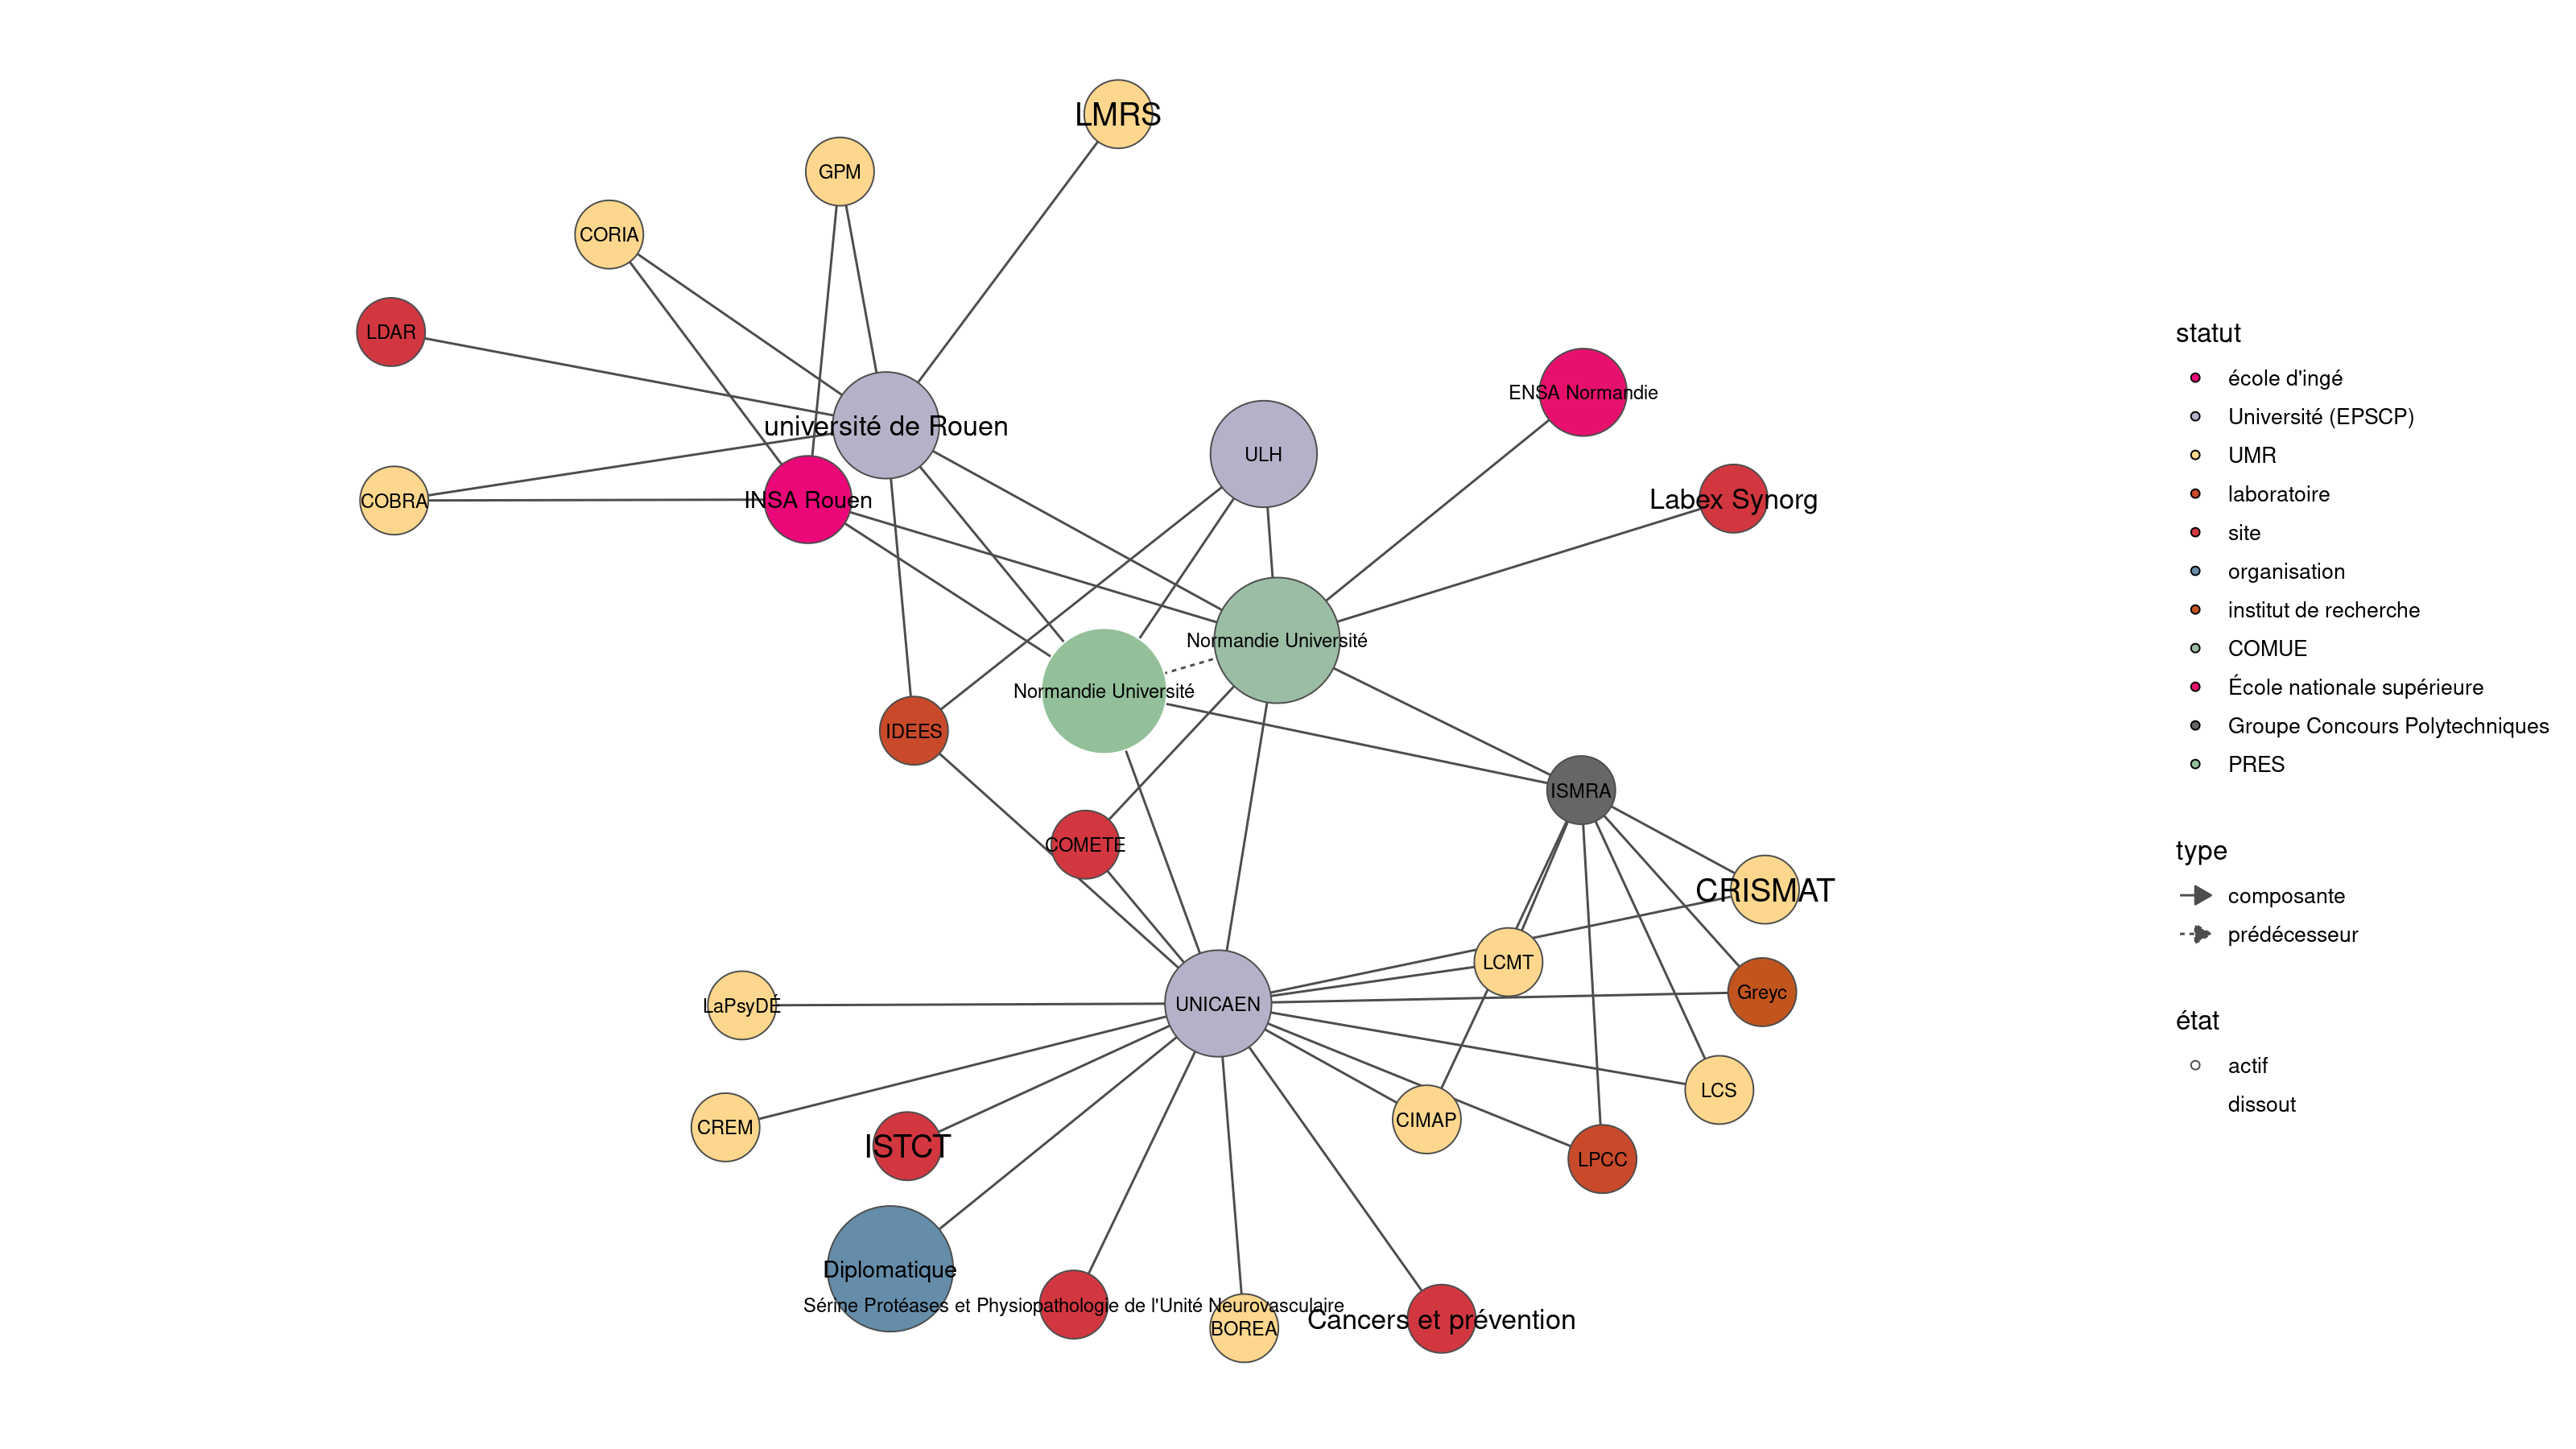 LMRS
GPM
CORIA
LDAR
ENSA Normandie
université de Rouen
ULH
INSA Rouen
COBRA
Labex Synorg
Normandie Université
Normandie Université
IDEES
ISMRA
COMETE
CRISMAT
LCMT
Greyc
UNICAEN
LaPsyDÉ
LCS
CIMAP
CREM
ISTCT
LPCC
Diplomatique
Sérine Protéases et Physiopathologie de l'Unité Neurovasculaire
BOREA
Cancers et prévention
statut
école d'ingé
Université (EPSCP)
UMR
laboratoire
site
organisation
institut de recherche
COMUE
École nationale supérieure
Groupe Concours Polytechniques
PRES
type
composante
prédécesseur
état
actif
dissout